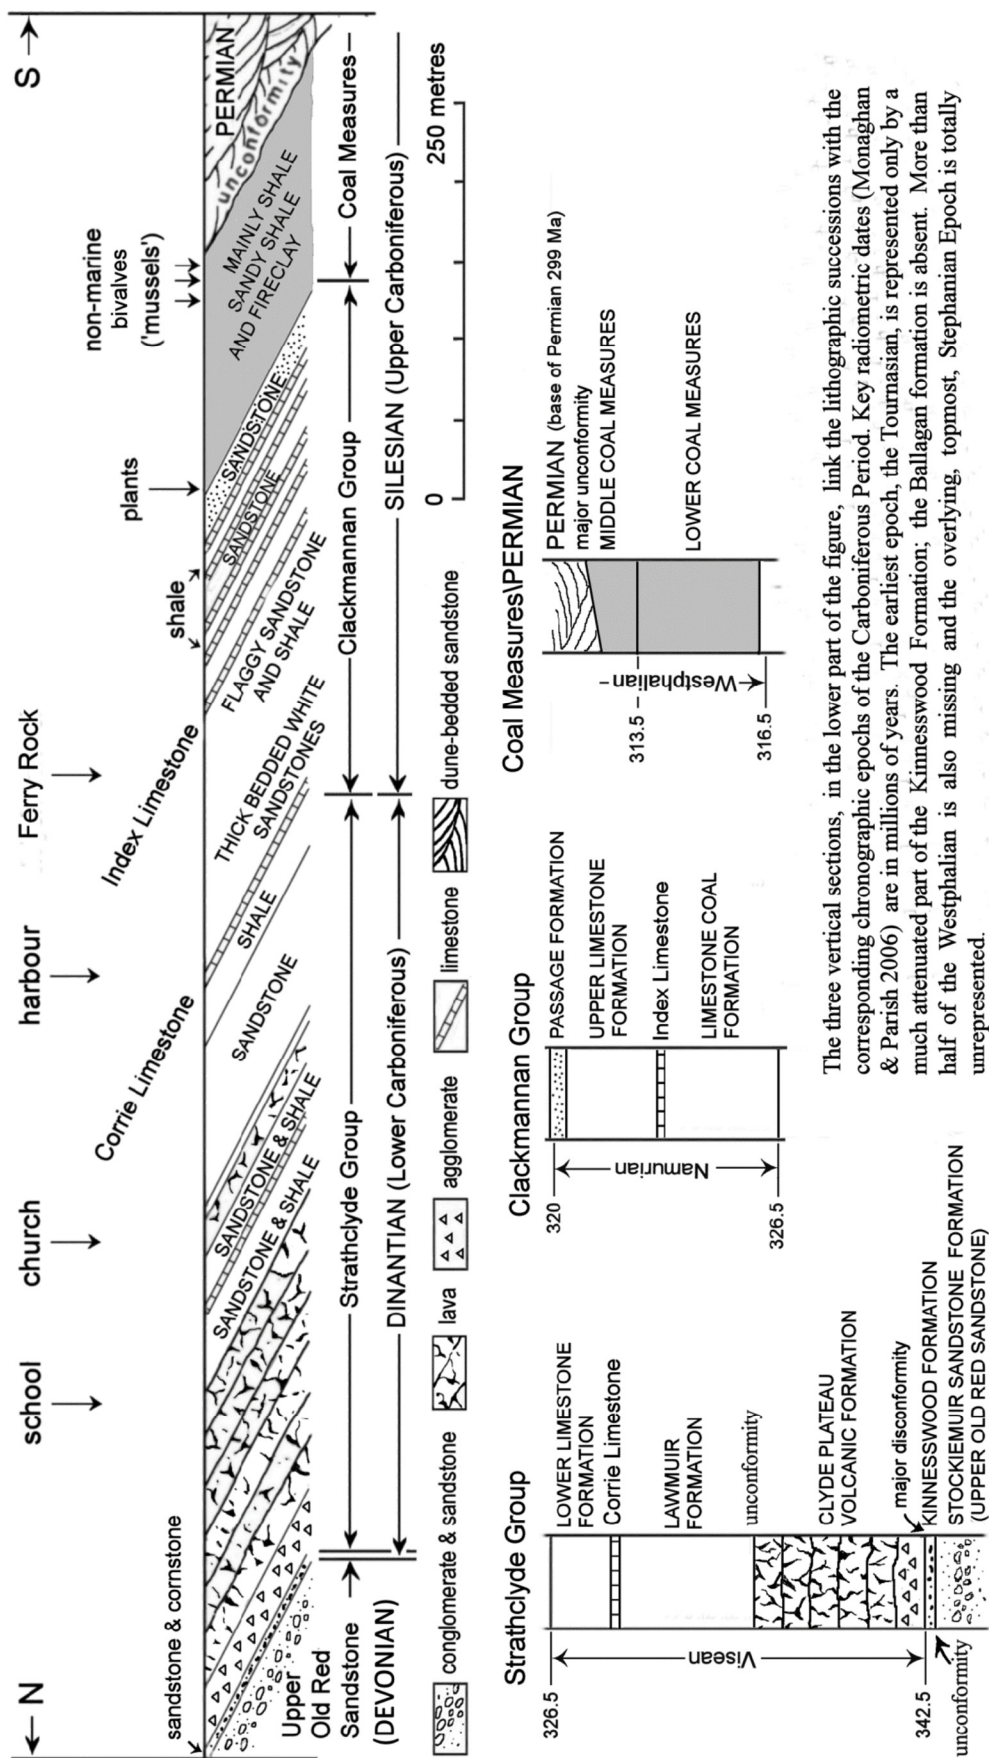 ← N
S →
school
church
harbour
Ferry Rock
sandstone & cornstone
Corrie Limestone
Index Limestone
shale
plants
non-marine
bivalves
('mussels')
SANDSTONE & SHALE
SANDSTONE & SHALE
SANDSTONE
SHALE
THICK BEDDED WHITE
SANDSTONES
FLAGGY SANDSTONE
AND SHALE
SANDSTONE
SANDSTONE
MAINLY SHALE
SANDY SHALE
AND FIRECLAY
unconformity
PERMIAN
Upper
Old Red
Sandstone
(DEVONIAN)
Strathclyde Group
Clackmannan Group
Coal Measures
DINANTIAN (Lower Carboniferous)
SILESIAN (Upper Carboniferous)
0
250 metres
conglomerate & sandstone
lava
agglomerate
limestone
dune-bedded sandstone
Strathclyde Group
326.5
Visean
342.5
unconformity
LOWER LIMESTONE
FORMATION
Corrie Limestone
LAWMUIR
FORMATION
unconformity
CLYDE PLATEAU
VOLCANIC FORMATION
major disconformity
KINNESSWOOD FORMATION
STOCKIEMUIR SANDSTONE FORMATION
(UPPER OLD RED SANDSTONE)
Clackmannan Group
320
Namurian
326.5
PASSAGE FORMATION
UPPER LIMESTONE
FORMATION
Index Limestone
LIMESTONE COAL
FORMATION
Coal Measures\PERMIAN
Westphalian
313.5
316.5
PERMIAN (base of Permian 299 Ma)
major unconformity
MIDDLE COAL MEASURES
LOWER COAL MEASURES
The three vertical sections, in the lower part of the figure, link the lithographic successions with the
corresponding chronographic epochs of the Carboniferous Period. Key radiometric dates (Monaghan
& Parish 2006) are in millions of years. The earliest epoch, the Tournasian, is represented only by a
much attenuated part of the Kinnesswood Formation; the Ballagan formation is absent. More than
half of the Westphalian is also missing and the overlying, topmost, Stephanian Epoch is totally
unrepresented.